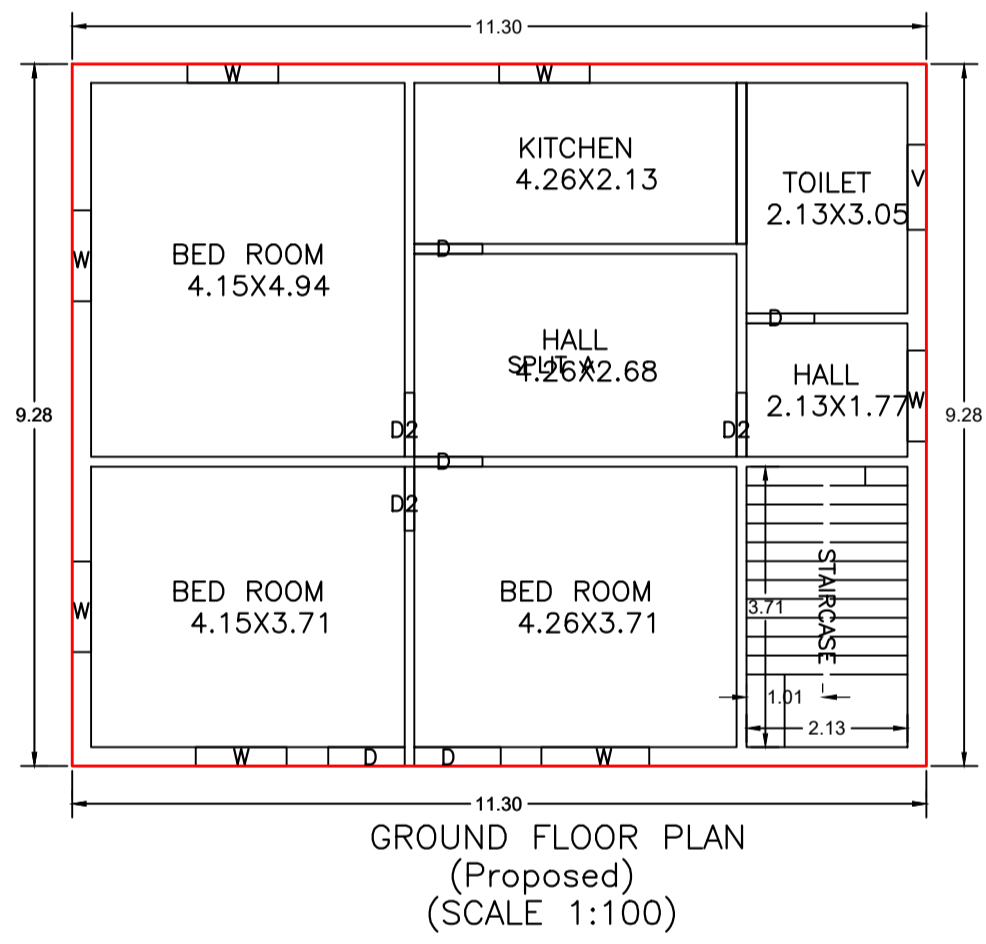 11.30
W
W
KITCHEN
4.26X2.13
TOILET
2.13X3.05
V
W
BED ROOM
4.15X4.94
D
D
HALL
4.26X2.68
SPLIT A
HALL
2.13X1.77
W
9.28
9.28
D2
D2
D
D2
STAIRCASE
W
BED ROOM
4.15X3.71
BED ROOM
4.26X3.71
3.71
1.01
2.13
W
D
D
W
11.30
GROUND FLOOR PLAN
(Proposed)
(SCALE 1:100)